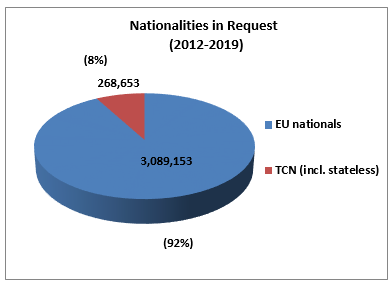 Nationalities in Request
(2012-2019)
(8%)
268,653
EU nationals
3,089,153
TCN (incl. stateless)
(92%)